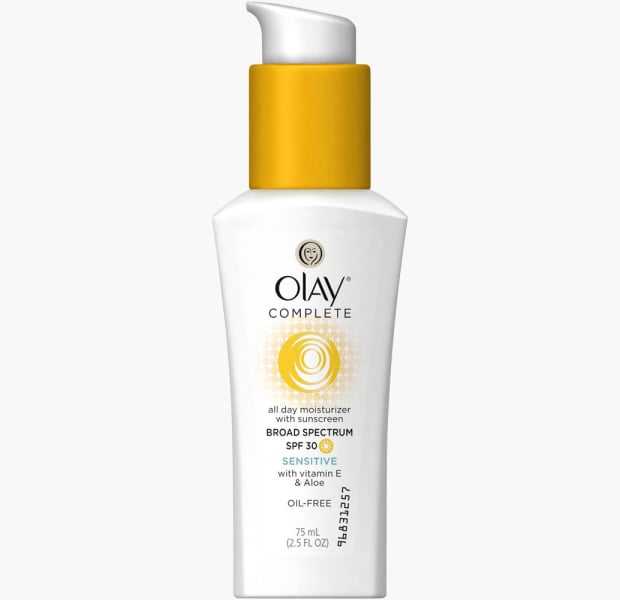 OLAY®
COMPLETE
all day moisturizer
with sunscreen
BROAD SPECTRUM
SPF 30
SENSITIVE
with vitamin E
& Aloe
OIL-FREE
75 mL
(2.5 FL OZ)
96831257